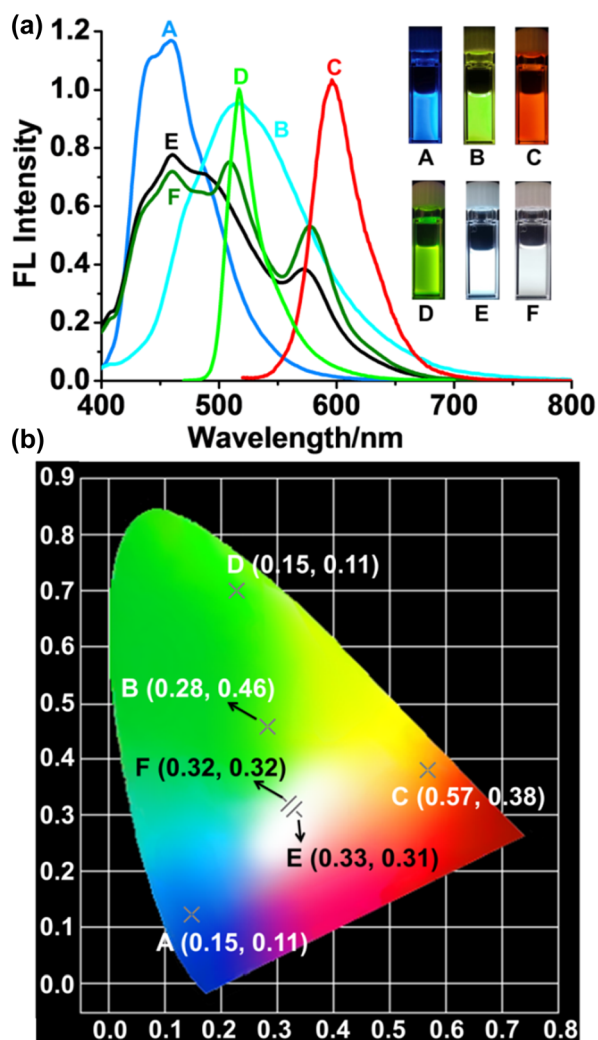 (a)
FL Intensity
1.2
1.0
0.8
0.6
0.4
0.2
0.0
A
D
B
C
E
F
A B C
D E F
400 500 600 700 800
Wavelength/nm
(b)
0.9
0.8
0.7
0.6
0.5
0.4
0.3
0.2
0.1
0.0
D (0.15, 0.11)
B (0.28, 0.46)
F (0.32, 0.32)
C (0.57, 0.38)
E (0.33, 0.31)
A (0.15, 0.11)
0.0 0.1 0.2 0.3 0.4 0.5 0.6 0.7 0.8